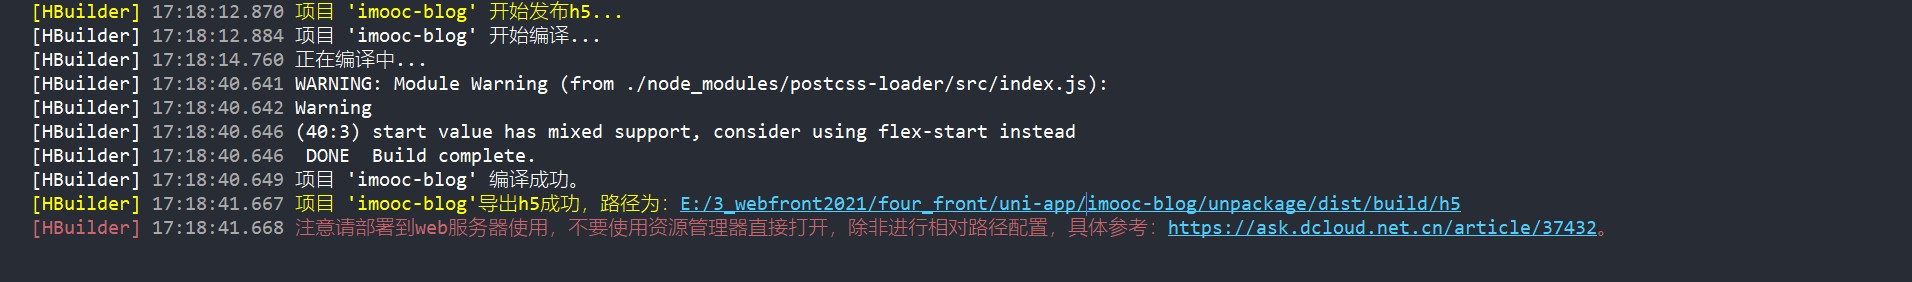 [HBuilder] 17:18:12.870 项目 'imooc-blog' 开始发布h5...
[HBuilder] 17:18:12.884 项目 'imooc-blog' 开始编译...
[HBuilder] 17:18:14.760 正在编译中...
[HBuilder] 17:18:40.641 WARNING: Module Warning (from ./node_modules/postcss-loader/src/index.js):
[HBuilder] 17:18:40.642 Warning
[HBuilder] 17:18:40.646 (40:3) start value has mixed support, consider using flex-start instead
[HBuilder] 17:18:40.646  DONE  Build complete.
[HBuilder] 17:18:40.649 项目 'imooc-blog' 编译成功。
[HBuilder] 17:18:41.667 项目 'imooc-blog'导出h5成功，路径为：E:/3_webfront2021/four_front/uni-app/imooc-blog/unpackage/dist/build/h5
[HBuilder] 17:18:41.668 注意请部署到web服务器使用，不要使用资源管理器直接打开，除非进行相对路径配置，具体参考：https://ask.dcloud.net.cn/article/37432。